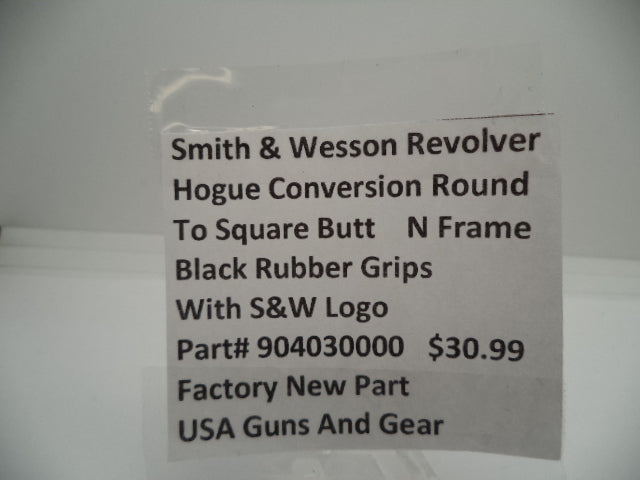 Smith & Wesson Revolver
Hogue Conversion Round
To Square Butt N Frame
Black Rubber Grips
With S&W Logo
Part# 904030000 $30.99
Factory New Part
USA Guns And Gear